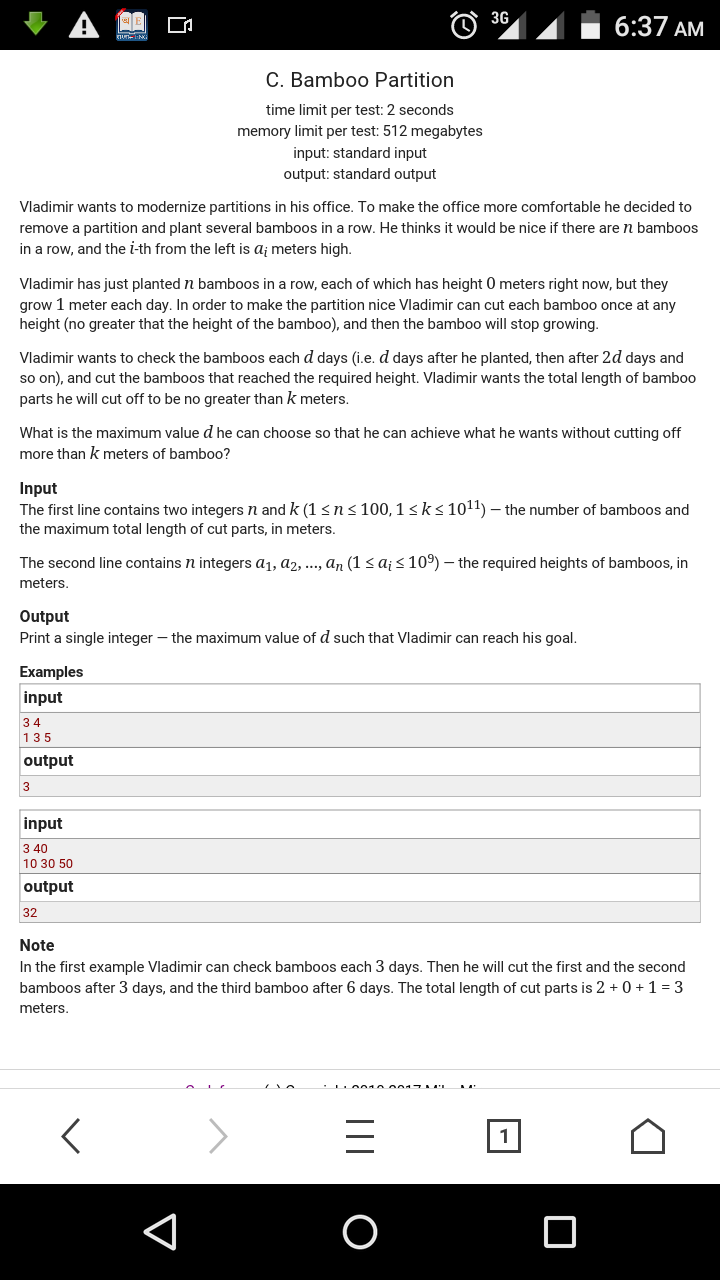 3G 6:37 AM
C. Bamboo Partition
time limit per test: 2 seconds
memory limit per test: 512 megabytes
input: standard input
output: standard output
Vladimir wants to modernize partitions in his office. To make the office more comfortable he decided to
remove a partition and plant several bamboos in a row. He thinks it would be nice if there are n bamboos
in a row, and the i-th from the left is aᵢ meters high.
Vladimir has just planted n bamboos in a row, each of which has height 0 meters right now, but they
grow 1 meter each day. In order to make the partition nice Vladimir can cut each bamboo once at any
height (no greater that the height of the bamboo), and then the bamboo will stop growing.
Vladimir wants to check the bamboos each d days (i.e. d days after he planted, then after 2d days and
so on), and cut the bamboos that reached the required height. Vladimir wants the total length of bamboo
parts he will cut off to be no greater than k meters.
What is the maximum value d he can choose so that he can achieve what he wants without cutting off
more than k meters of bamboo?
Input
The first line contains two integers n and k (1 ≤ n ≤ 100, 1 ≤ k ≤ 10¹¹) — the number of bamboos and
the maximum total length of cut parts, in meters.
The second line contains n integers a₁, a₂, ..., aₙ (1 ≤ aᵢ ≤ 10⁹) — the required heights of bamboos, in
meters.
Output
Print a single integer — the maximum value of d such that Vladimir can reach his goal.
Examples
input
3 4
1 3 5
output
3
input
3 40
10 30 50
output
32
Note
In the first example Vladimir can check bamboos each 3 days. Then he will cut the first and the second
bamboos after 3 days, and the third bamboo after 6 days. The total length of cut parts is 2 + 0 + 1 = 3
meters.
1